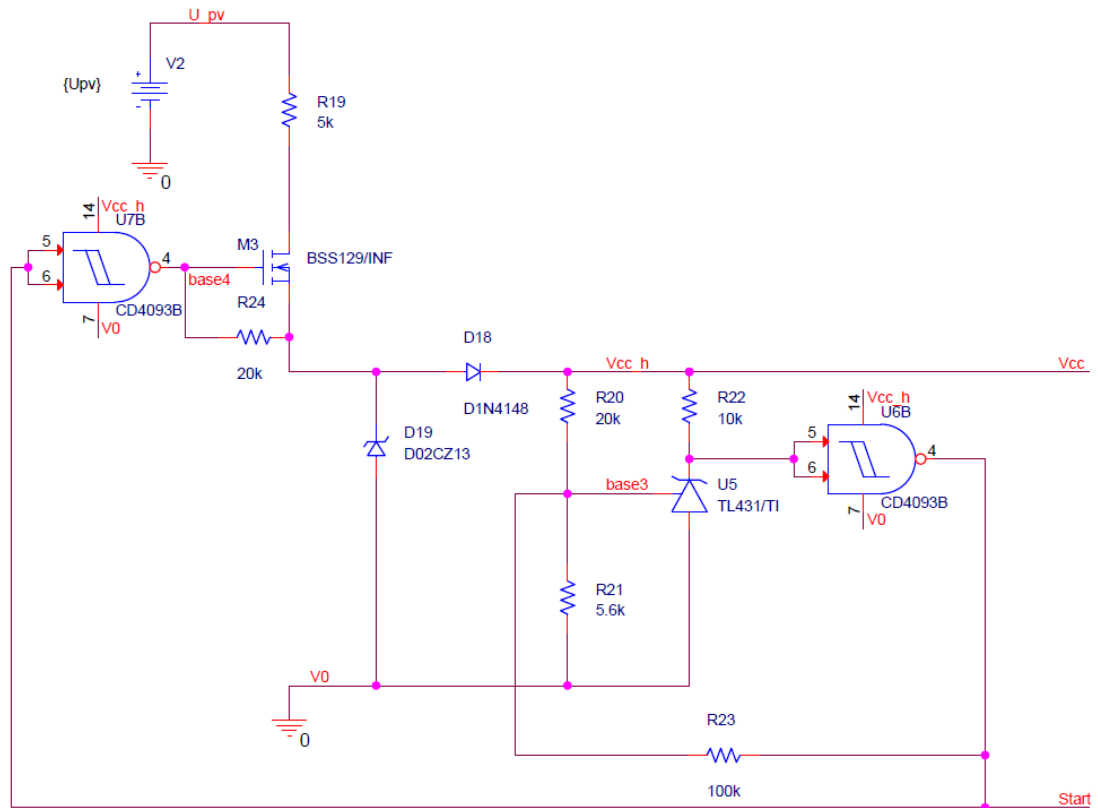 U_pv
V2
{Upv}
+
-
R19
5k
0
14
Vcc_h
U7B
5
6
4
7
V0
CD4093B
M3
BSS129/INF
base4
R24
20k
D18
D1N4148
Vcc_h
Vcc
R20
20k
R22
10k
14
Vcc_h
U6B
5
6
4
7
V0
CD4093B
D19
D02CZ13
base3
U5
TL431/TI
R21
5.6k
V0
0
R23
100k
Start